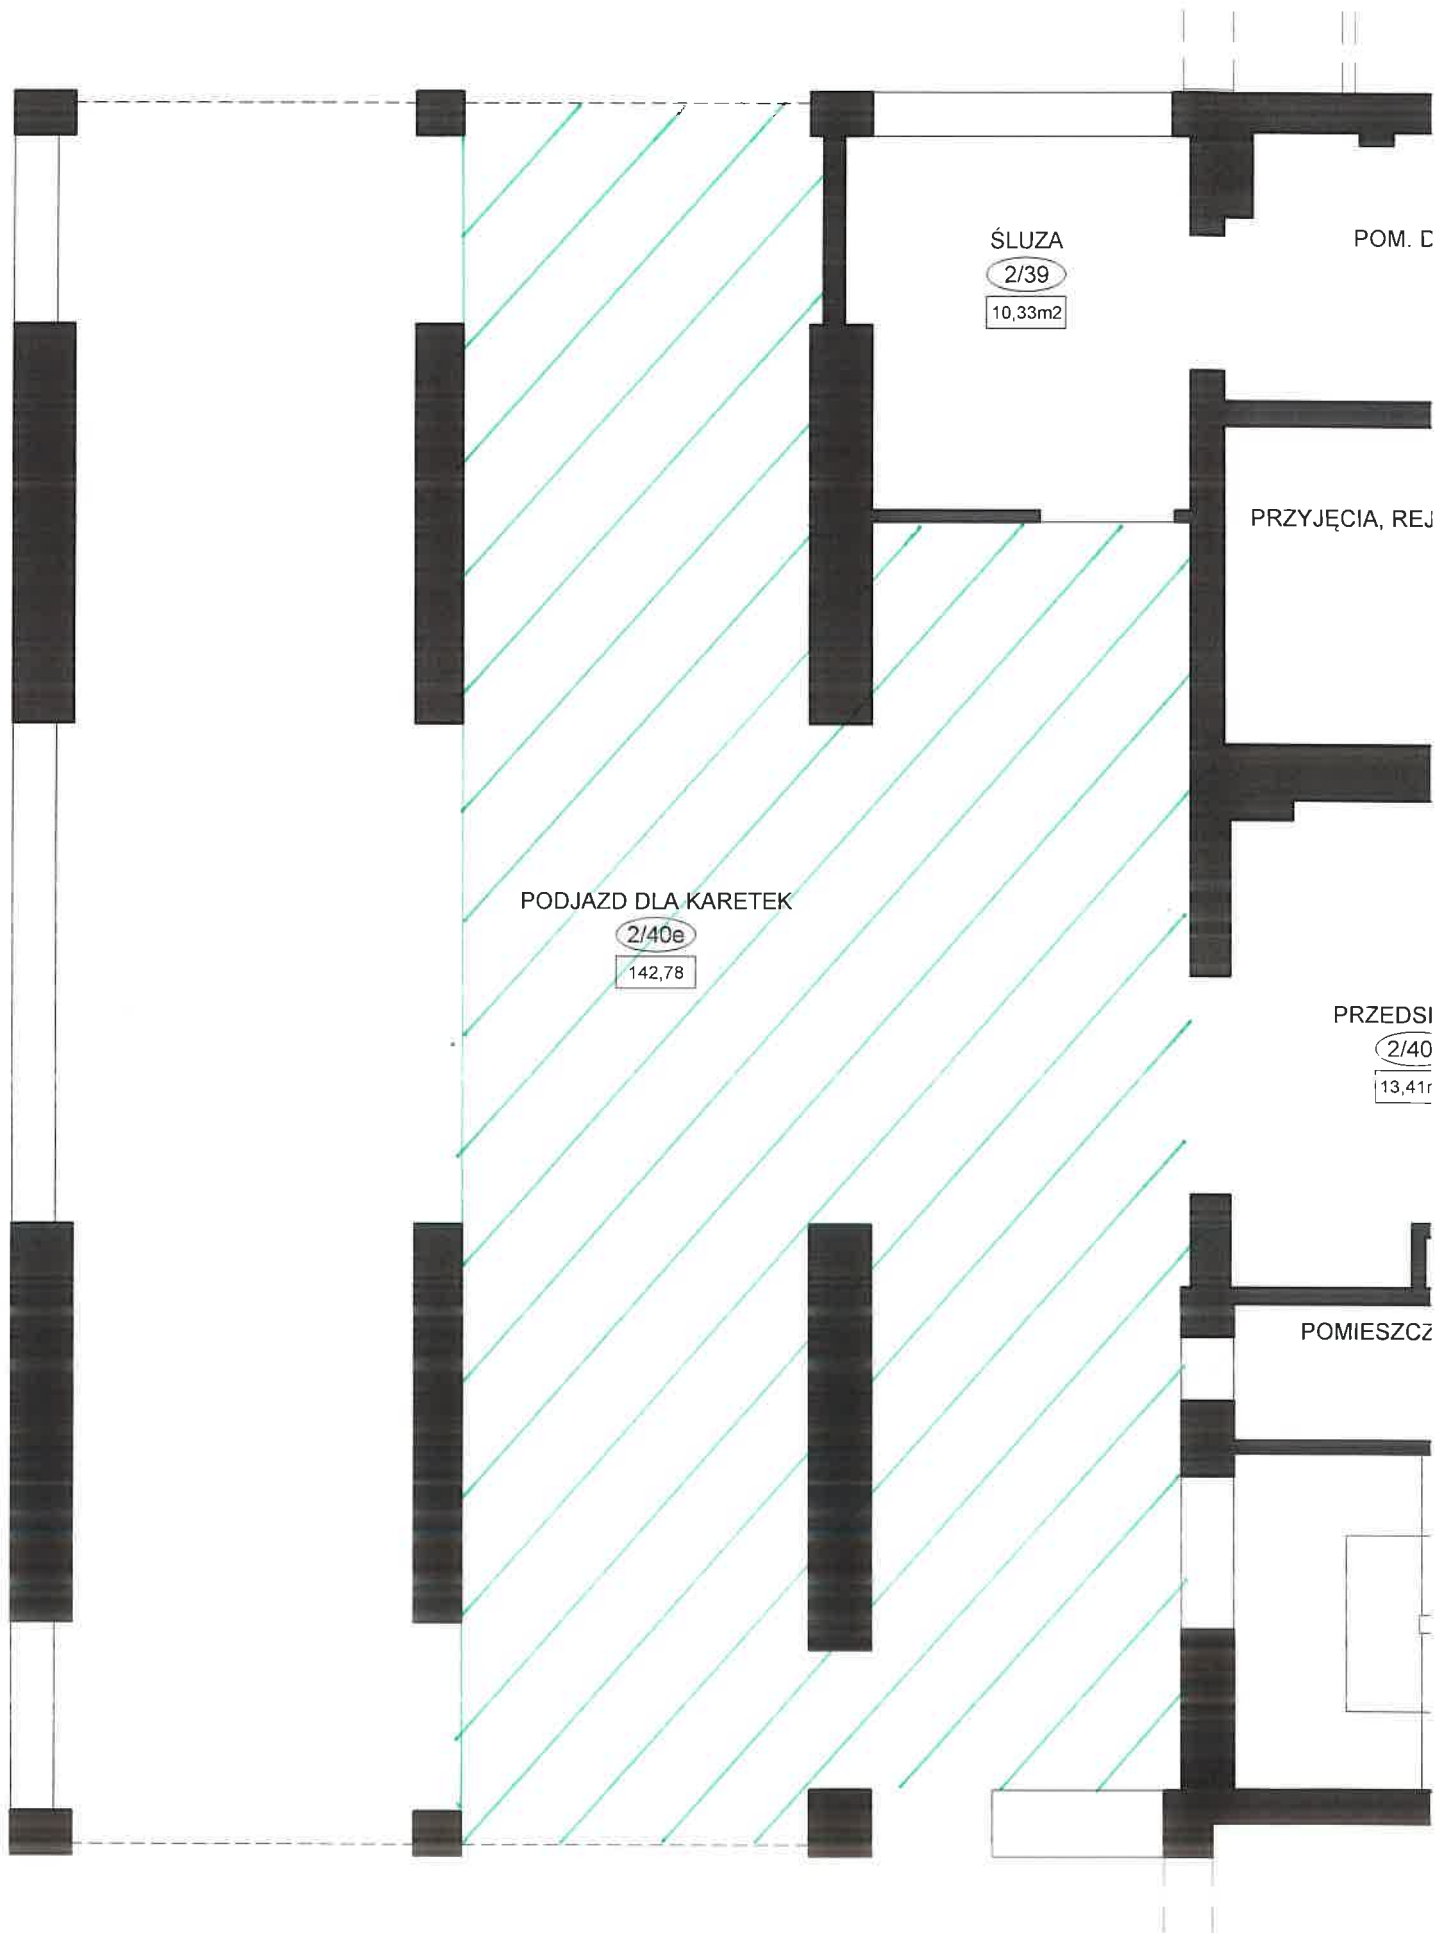 ŚLUZA
2/39
10,33m2
POM. D
PRZYJĘCIA, REJ
PODJAZD DLA KARETEK
2/40e
142,78
PRZEDSI
2/40
13,41
POMIESZCZ